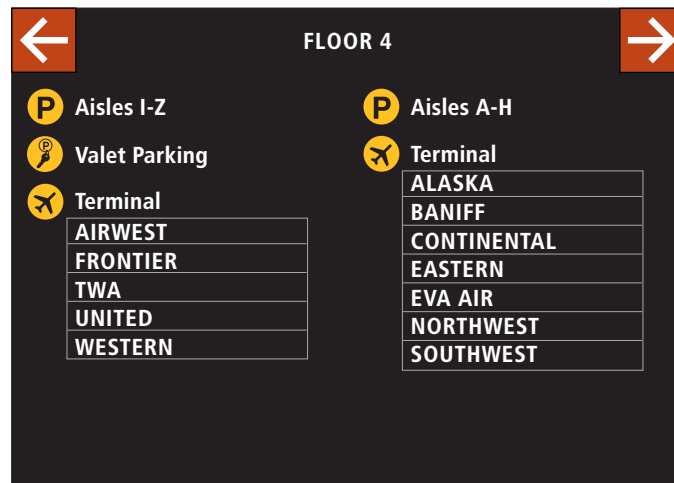 FLOOR 4
P Aisles I-Z
P Valet Parking
Terminal
AIRWEST
FRONTIER
TWA
UNITED
WESTERN
P Aisles A-H
Terminal
ALASKA
BANIFF
CONTINENTAL
EASTERN
EVA AIR
NORTHWEST
SOUTHWEST